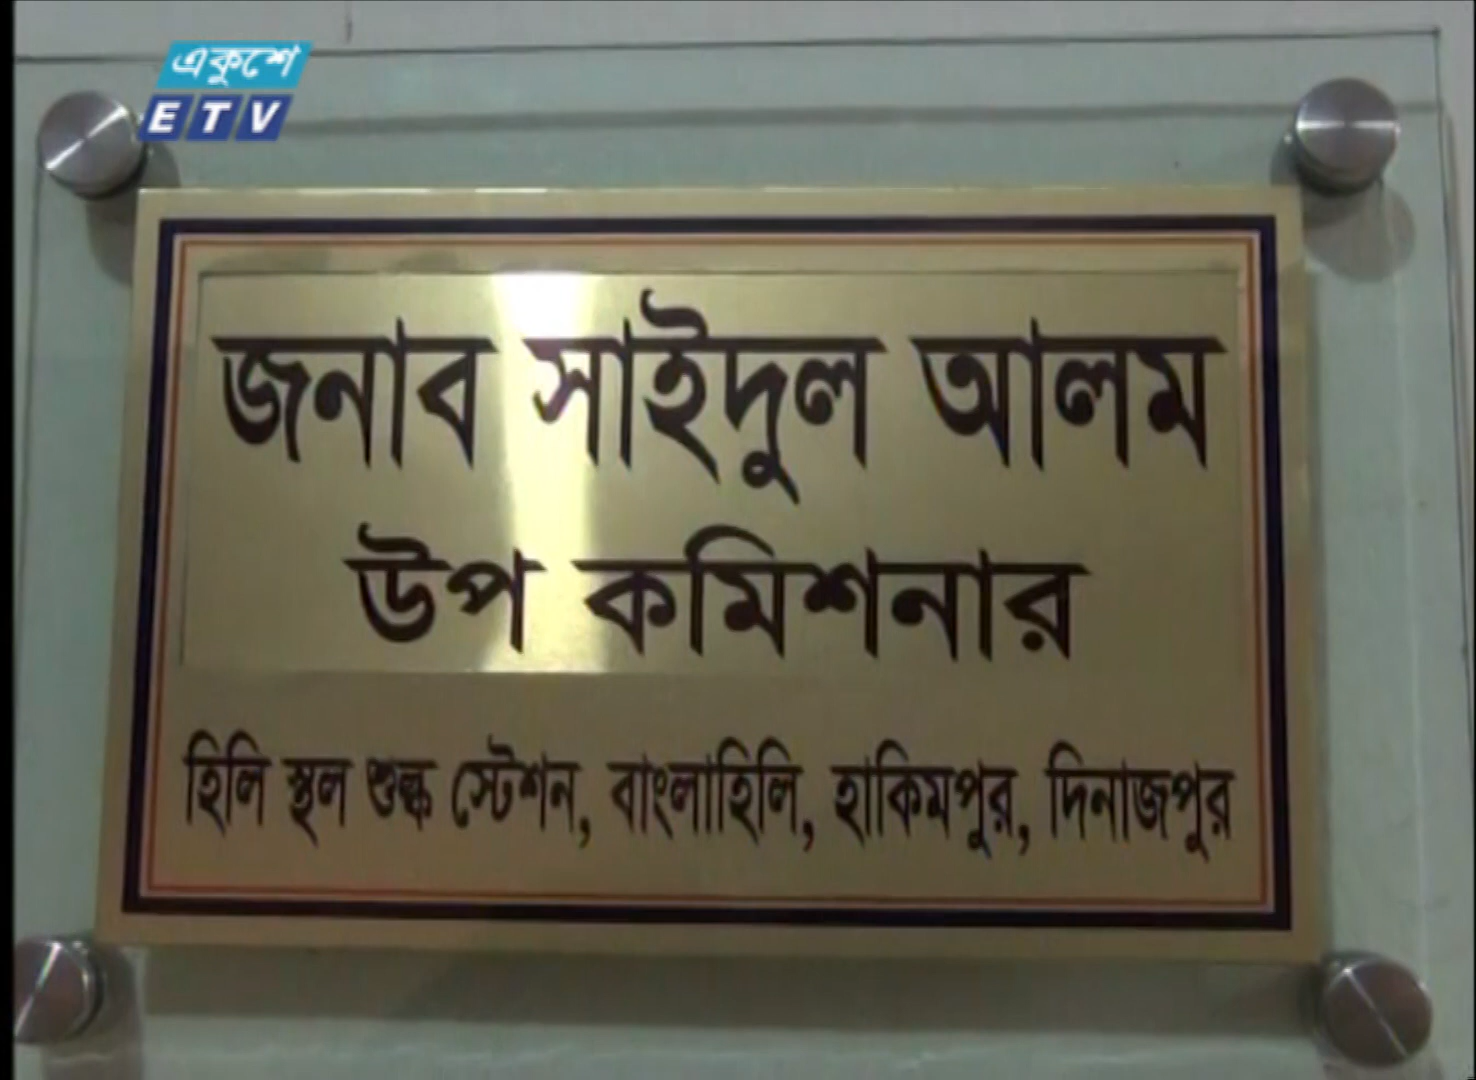 একুশে
ETV
জনাব সাইদুল আলম
উপ কমিশনার
হিলি স্থল শুল্ক স্টেশন, বাংলাহিলি, হাকিমপুর, দিনাজপুর